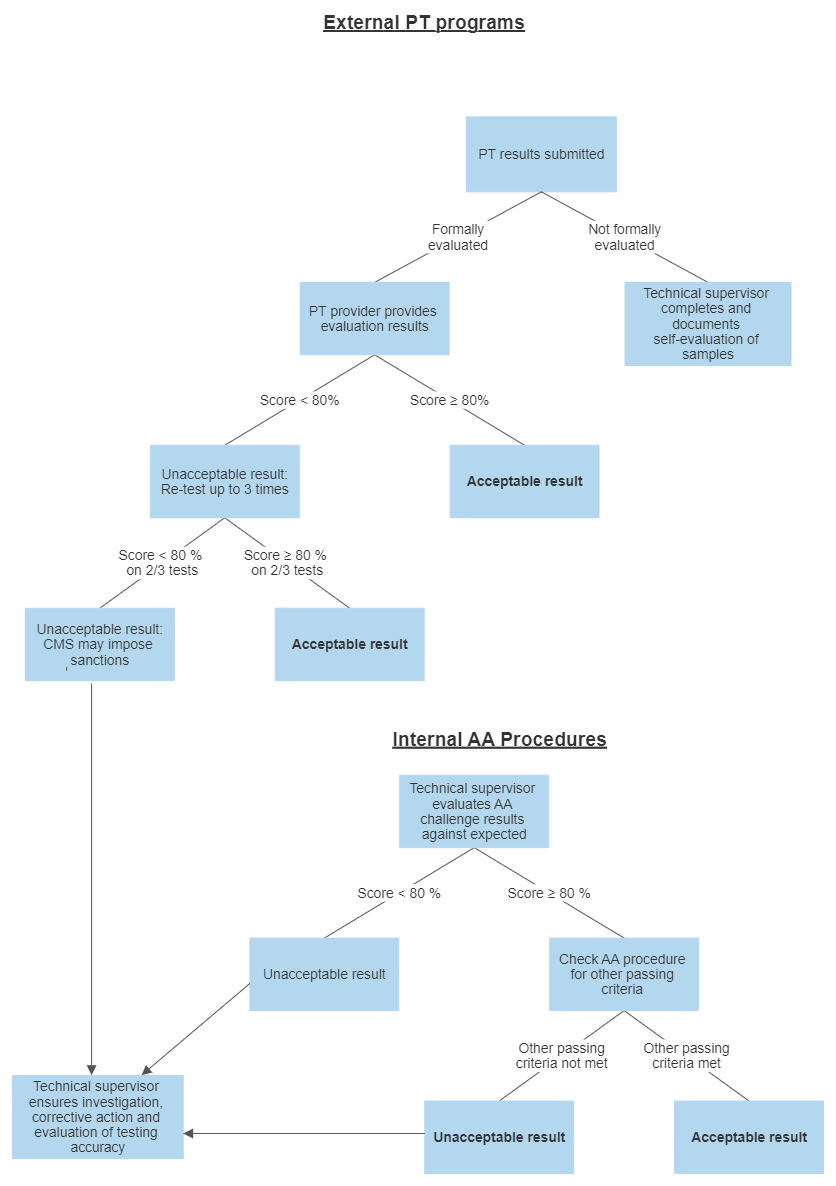 External PT programs
PT results submitted
Formally
evaluated
Not formally
evaluated
PT provider provides
evaluation results
Technical supervisor
completes and
documents
self-evaluation of
samples
Score < 80%
Score ≥ 80%
Unacceptable result:
Re-test up to 3 times
Acceptable result
Score < 80 %
on 2/3 tests
Score ≥ 80 %
on 2/3 tests
Unacceptable result:
CMS may impose
sanctions
Acceptable result
Internal AA Procedures
Technical supervisor
evaluates AA
challenge results
against expected
Score < 80 %
Score ≥ 80 %
Unacceptable result
Check AA procedure
for other passing
criteria
Other passing
criteria not met
Other passing
criteria met
Technical supervisor
ensures investigation,
corrective action and
evaluation of testing
accuracy
Unacceptable result
Acceptable result